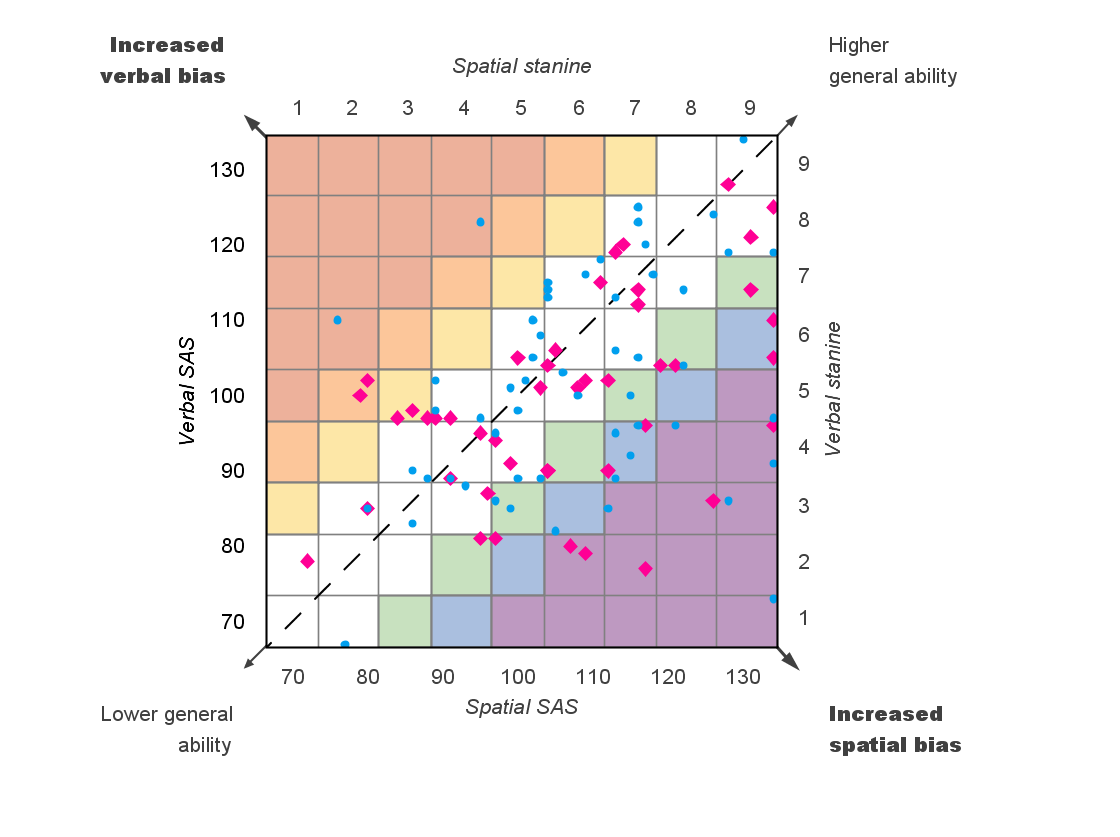 Increased
verbal bias
Spatial stanine
Higher
general ability
1 2 3 4 5 6 7 8 9
130
120
110
100
90
80
70
Verbal SAS
9
8
7
6
5
4
3
2
1
Verbal stanine
70 80 90 100 110 120 130
Spatial SAS
Lower general
ability
Increased
spatial bias